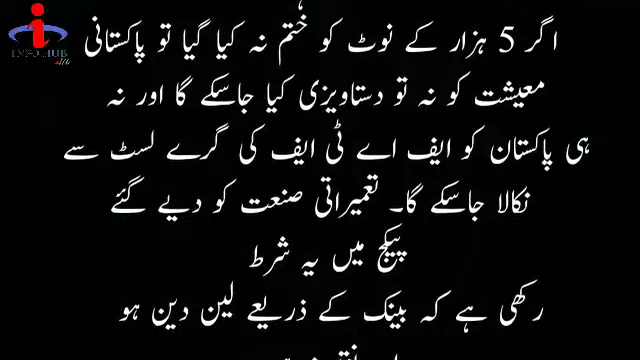 INFO HUB
اگر 5 ہزار کے نوٹ کو ختم نہ کیا گیا تو پاکستانی
معیشت کو نہ تو دستاویزی کیا جاسکے گا اور نہ
ہی پاکستان کو ایف اے ٹی ایف کی گرے لسٹ سے
نکالا جاسکے گا۔ تعمیراتی صنعت کو دیے گئے
پیکج میں یہ شرط
رکھی ہے کہ بینک کے ذریعے لین دین ہو